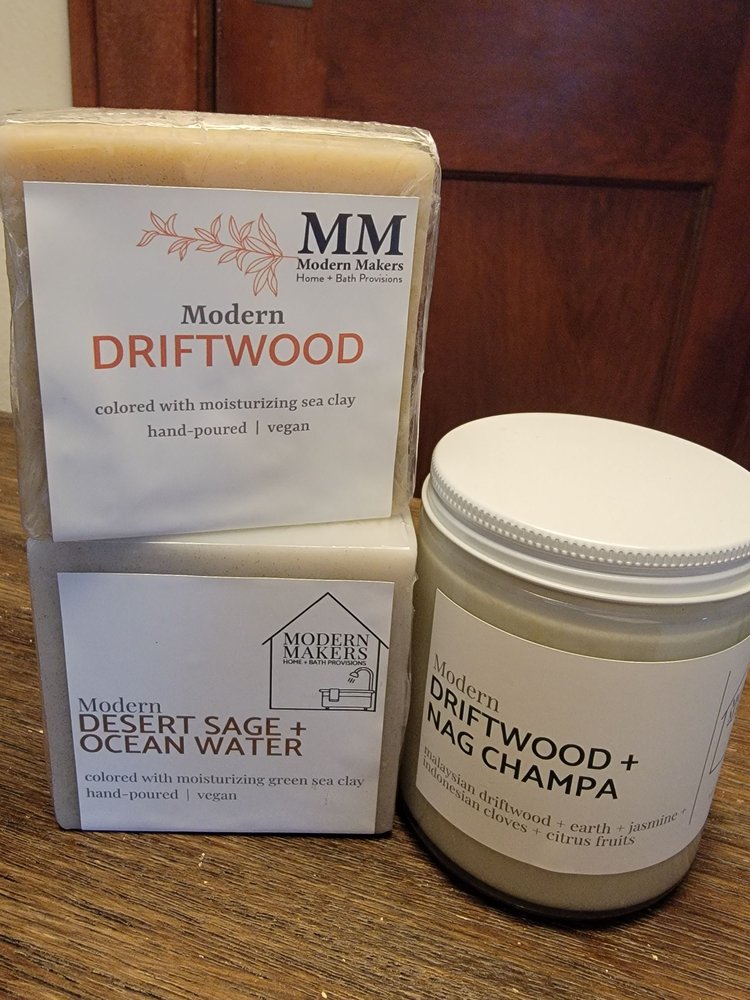 MM
Modern Makers
Home + Bath Provisions
Modern
DRIFTWOOD
colored with moisturizing sea clay
hand-poured | vegan
MODERN
MAKERS
HOME + BATH PROVISIONS
Modern
DESERT SAGE +
OCEAN WATER
colored with moisturizing green sea clay
hand-poured | vegan
Modern
DRIFTWOOD +
NAG CHAMPA
malaysian driftwood + earth + jasmine +
indonesian cloves + citrus fruits